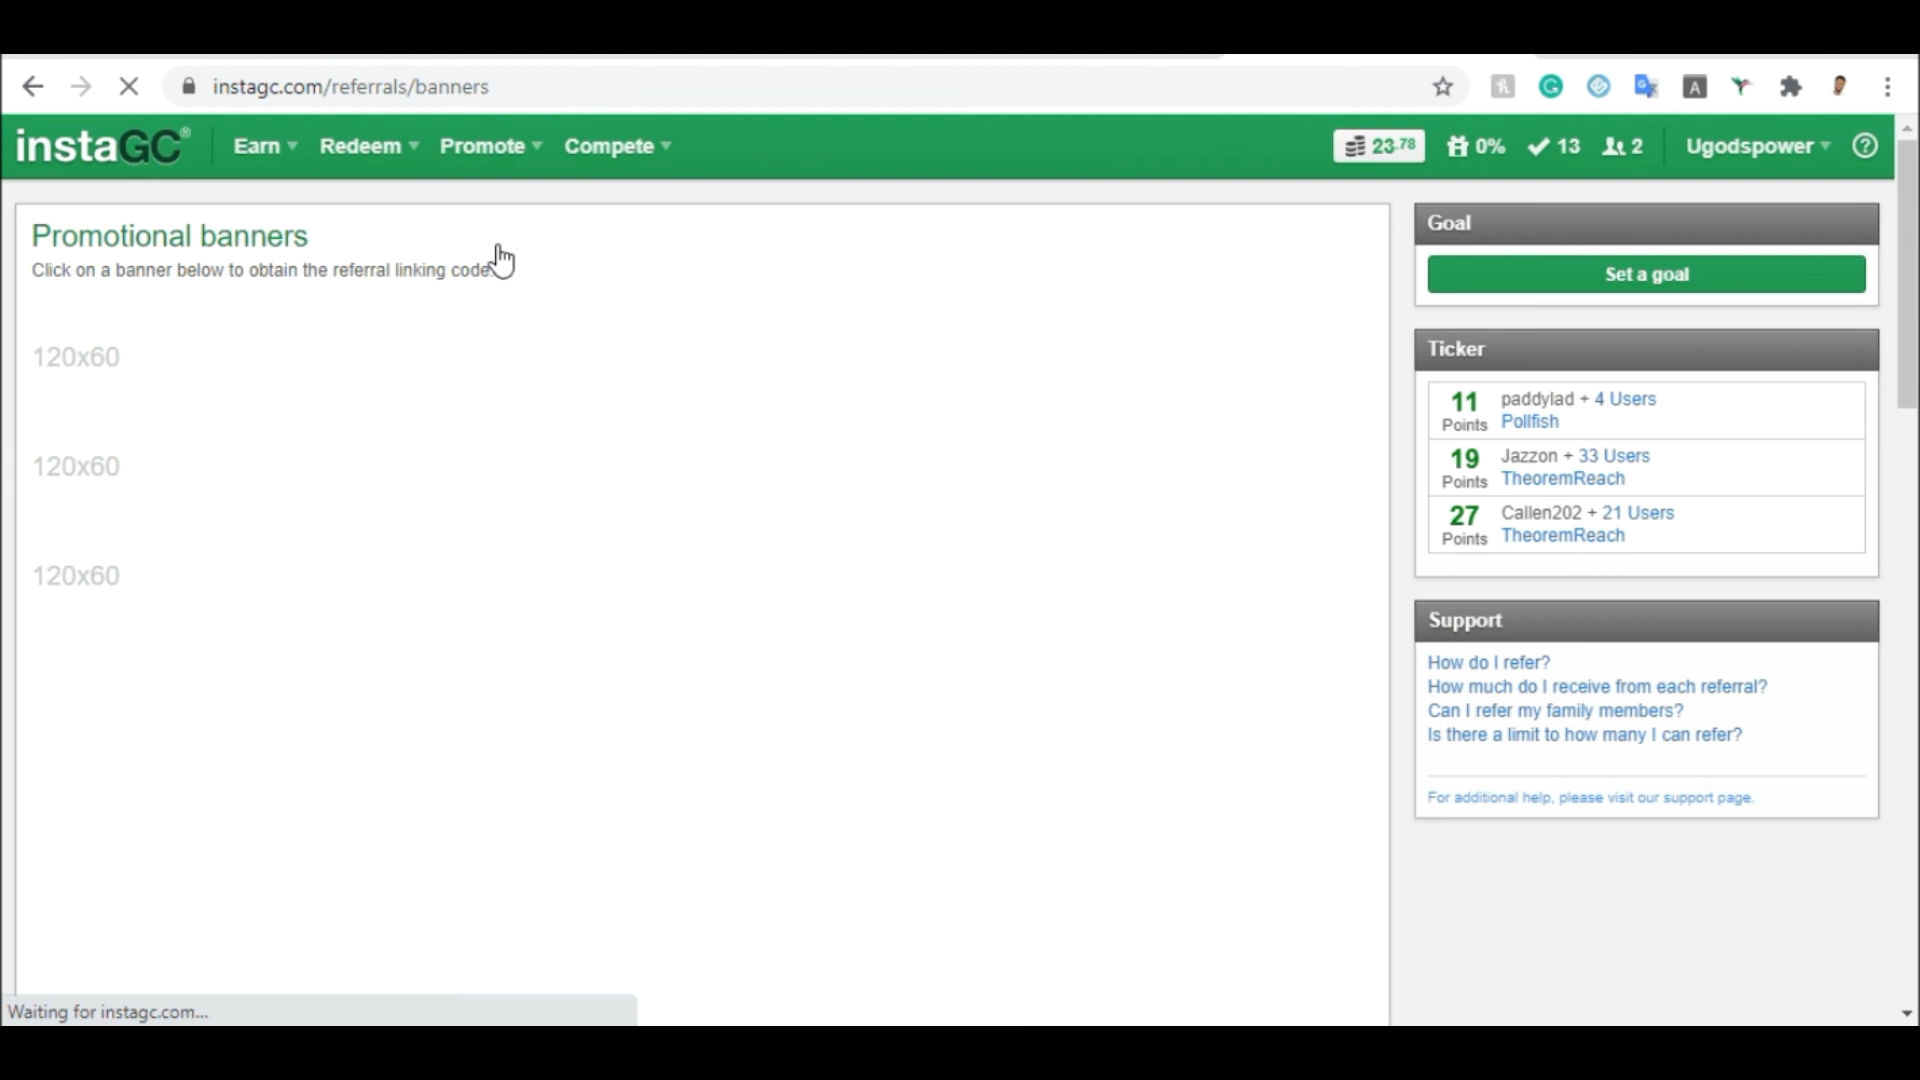 instagc.com/referrals/banners
instaGC® Earn Redeem Promote Compete 23.78 0% 13 2 Ugodspower
Promotional banners
Click on a banner below to obtain the referral linking code
120x60
120x60
120x60
Goal
Set a goal
Ticker
11 Points paddylad + 4 Users
Pollfish
19 Points Jazzon + 33 Users
TheoremReach
27 Points Callen202 + 21 Users
TheoremReach
Support
How do I refer?
How much do I receive from each referral?
Can I refer my family members?
Is there a limit to how many I can refer?
For additional help, please visit our support page.
Waiting for instagc.com...